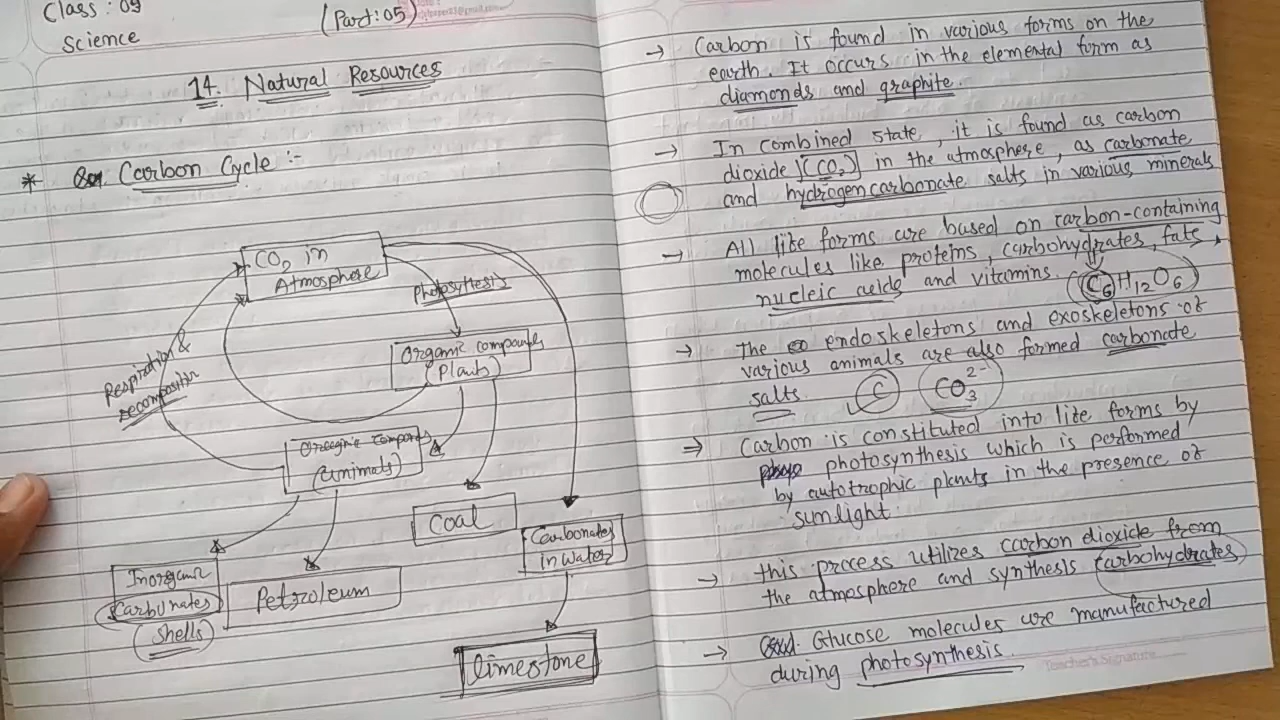 Class : 09
(Part: 05)
Science
14. Natural Resources
* Carbon Cycle :-
CO2 in
Atmosphere
Photosythesis
Organic compounds
(Plants)
Respiration &
decomposition
Organic compounds
(animals)
Coal
Carbonates
in water
Inorganic
Carbonates
(shells)
Petroleum
limestone
→ Carbon is found in various forms on the
earth. It occurs in the elemental form as
diamonds and graphite.
→ In combined state, it is found as carbon
dioxide [CO2] in the atmosphere, as carbonate
and hydrogen carbonate salts in various minerals
→ All life forms are based on carbon-containing
molecules like proteins, carbohydrates, fats,
nucleic acids and vitamins. (C6H12O6)
→ The endoskeletons and exoskeletons of
various animals are also formed carbonate
salts. C CO3 2-
⇒ Carbon is constituted into life forms by
photosynthesis which is performed
by autotrophic plants in the presence of
sunlight.
→ this process utilizes carbon dioxide from
the atmosphere and synthesis carbohydrates
→ Glucose molecules are manufactured
during photosynthesis.
Teacher's Signature